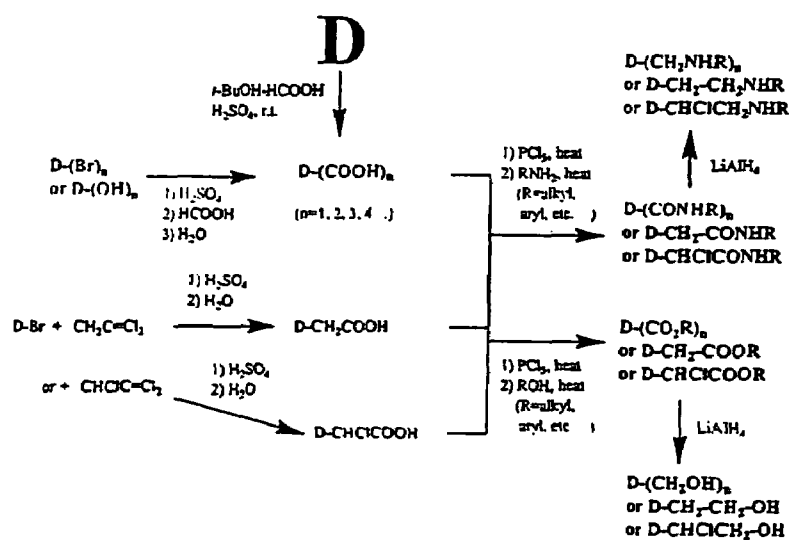 D
t-BuOH-HCOOH
H₂SO₄, r.t.
D-(Br)ₙ
or D-(OH)ₙ
1) H₂SO₄
2) HCOOH
3) H₂O
D-(COOH)ₙ
(n=1, 2, 3, 4 ..)
1) PCl₅, heat
2) RNH₂, heat
(R=alkyl,
aryl, etc. )
D-(CH₂NHR)ₙ
or D-CH₂-CH₂NHR
or D-CHClCH₂NHR
LiAlH₄
D-(CONHR)ₙ
or D-CH₂-CONHR
or D-CHClCONHR
D-Br + CH₂C=Cl₂
1) H₂SO₄
2) H₂O
D-CH₂COOH
or + CHClC=Cl₂
1) H₂SO₄
2) H₂O
D-CHClCOOH
1) PCl₅, heat
2) ROH, heat
(R=alkyl,
aryl, etc )
D-(CO₂R)ₙ
or D-CH₂-COOR
or D-CHClCOOR
LiAlH₄
D-(CH₂OH)ₙ
or D-CH₂-CH₂-OH
or D-CHClCH₂-OH